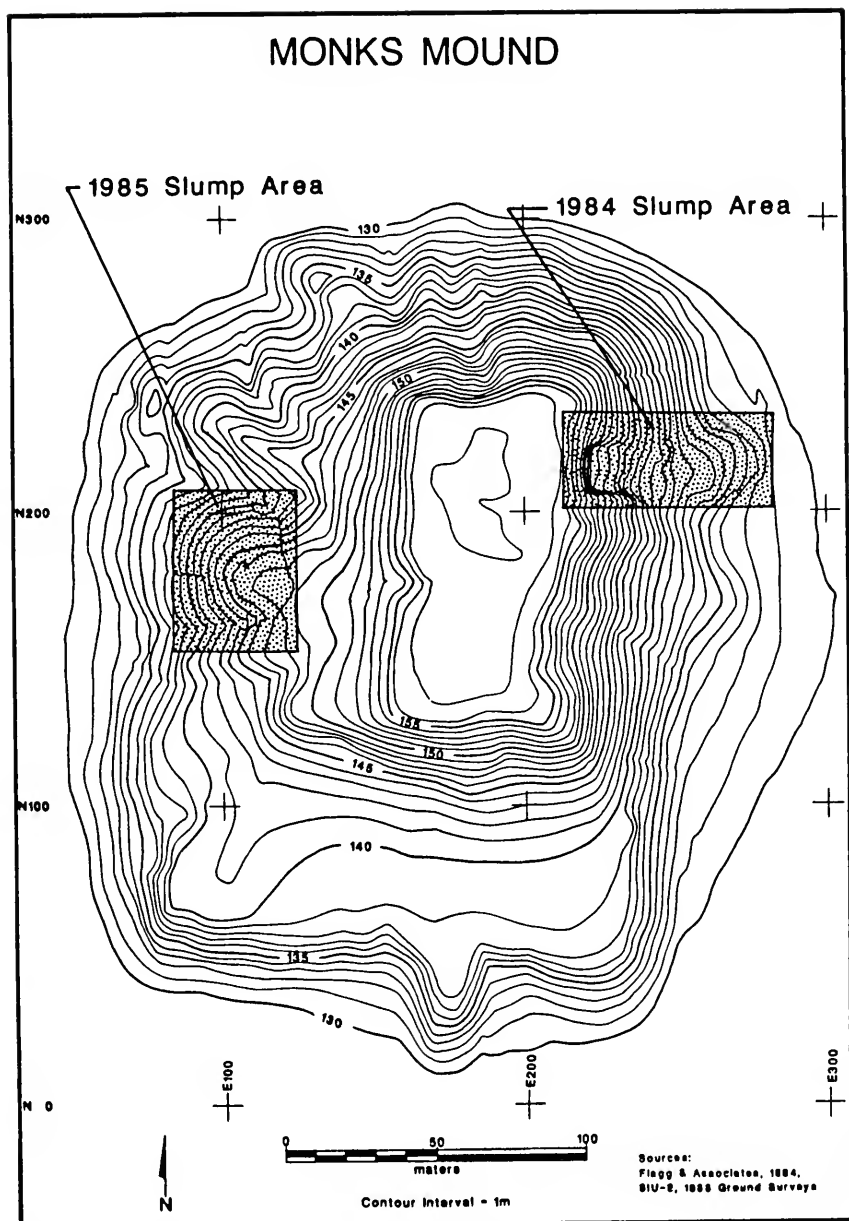 MONKS MOUND
1985 Slump Area
1984 Slump Area
N300
130
135
140
145
150
N200
155
150
145
N100
140
135
130
E100
E200
E300
N 0
0 50 100
meters
N
Contour Interval - 1m
Sources:
Flagg & Associates, 1984,
SIU-E, 1988 Ground Surveys